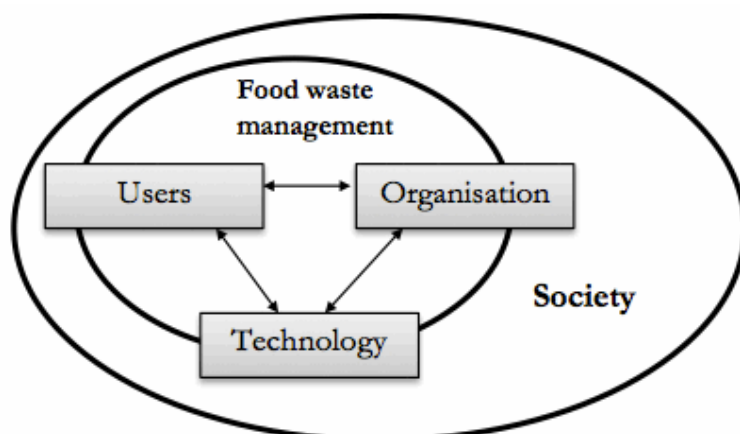 Food waste
management
Users
Organisation
Society
Technology